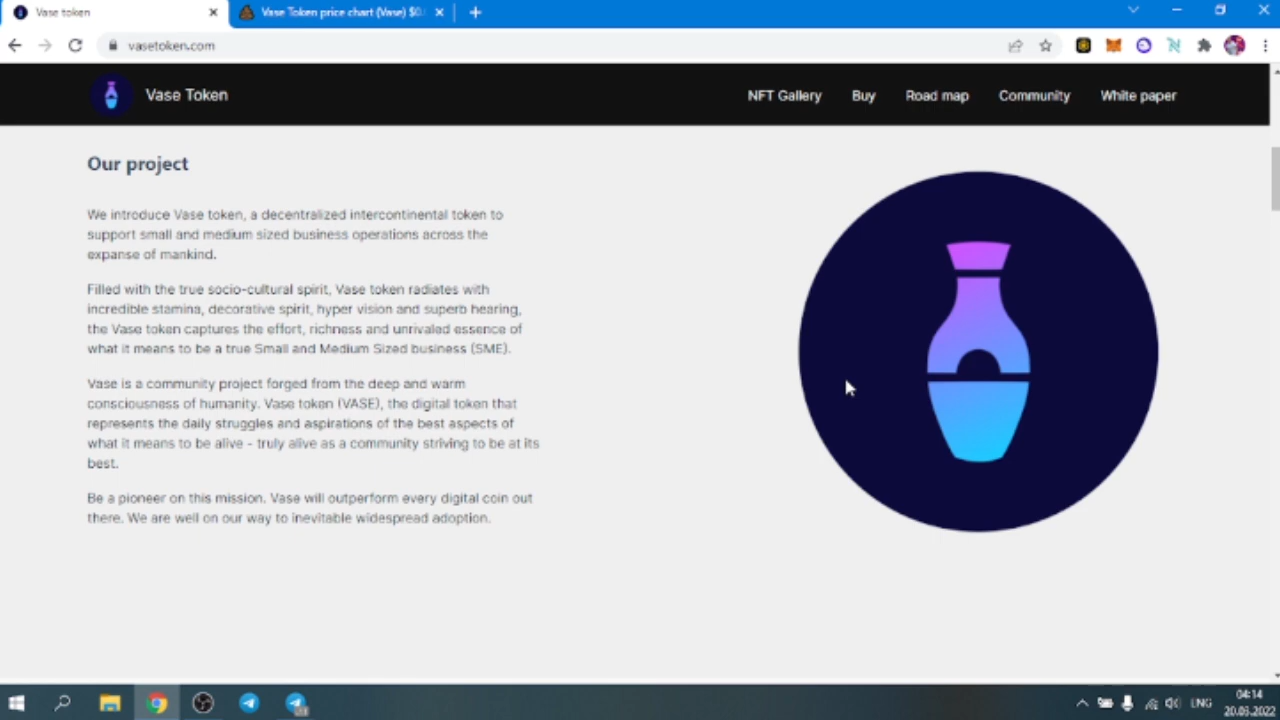 Vase token
Vase Token price chart (Vase) $0.
vasetoken.com
Vase Token
NFT Gallery
Buy
Road map
Community
White paper
Our project
We introduce Vase token, a decentralized intercontinental token to
support small and medium sized business operations across the
expanse of mankind.
Filled with the true socio-cultural spirit, Vase token radiates with
incredible stamina, decorative spirit, hyper vision and superb hearing,
the Vase token captures the effort, richness and unrivaled essence of
what it means to be a true Small and Medium Sized business (SME).
Vase is a community project forged from the deep and warm
consciousness of humanity. Vase token (VASE), the digital token that
represents the daily struggles and aspirations of the best aspects of
what it means to be alive - truly alive as a community striving to be at its
best.
Be a pioneer on this mission. Vase will outperform every digital coin out
there. We are well on our way to inevitable widespread adoption.
ENG
04:14